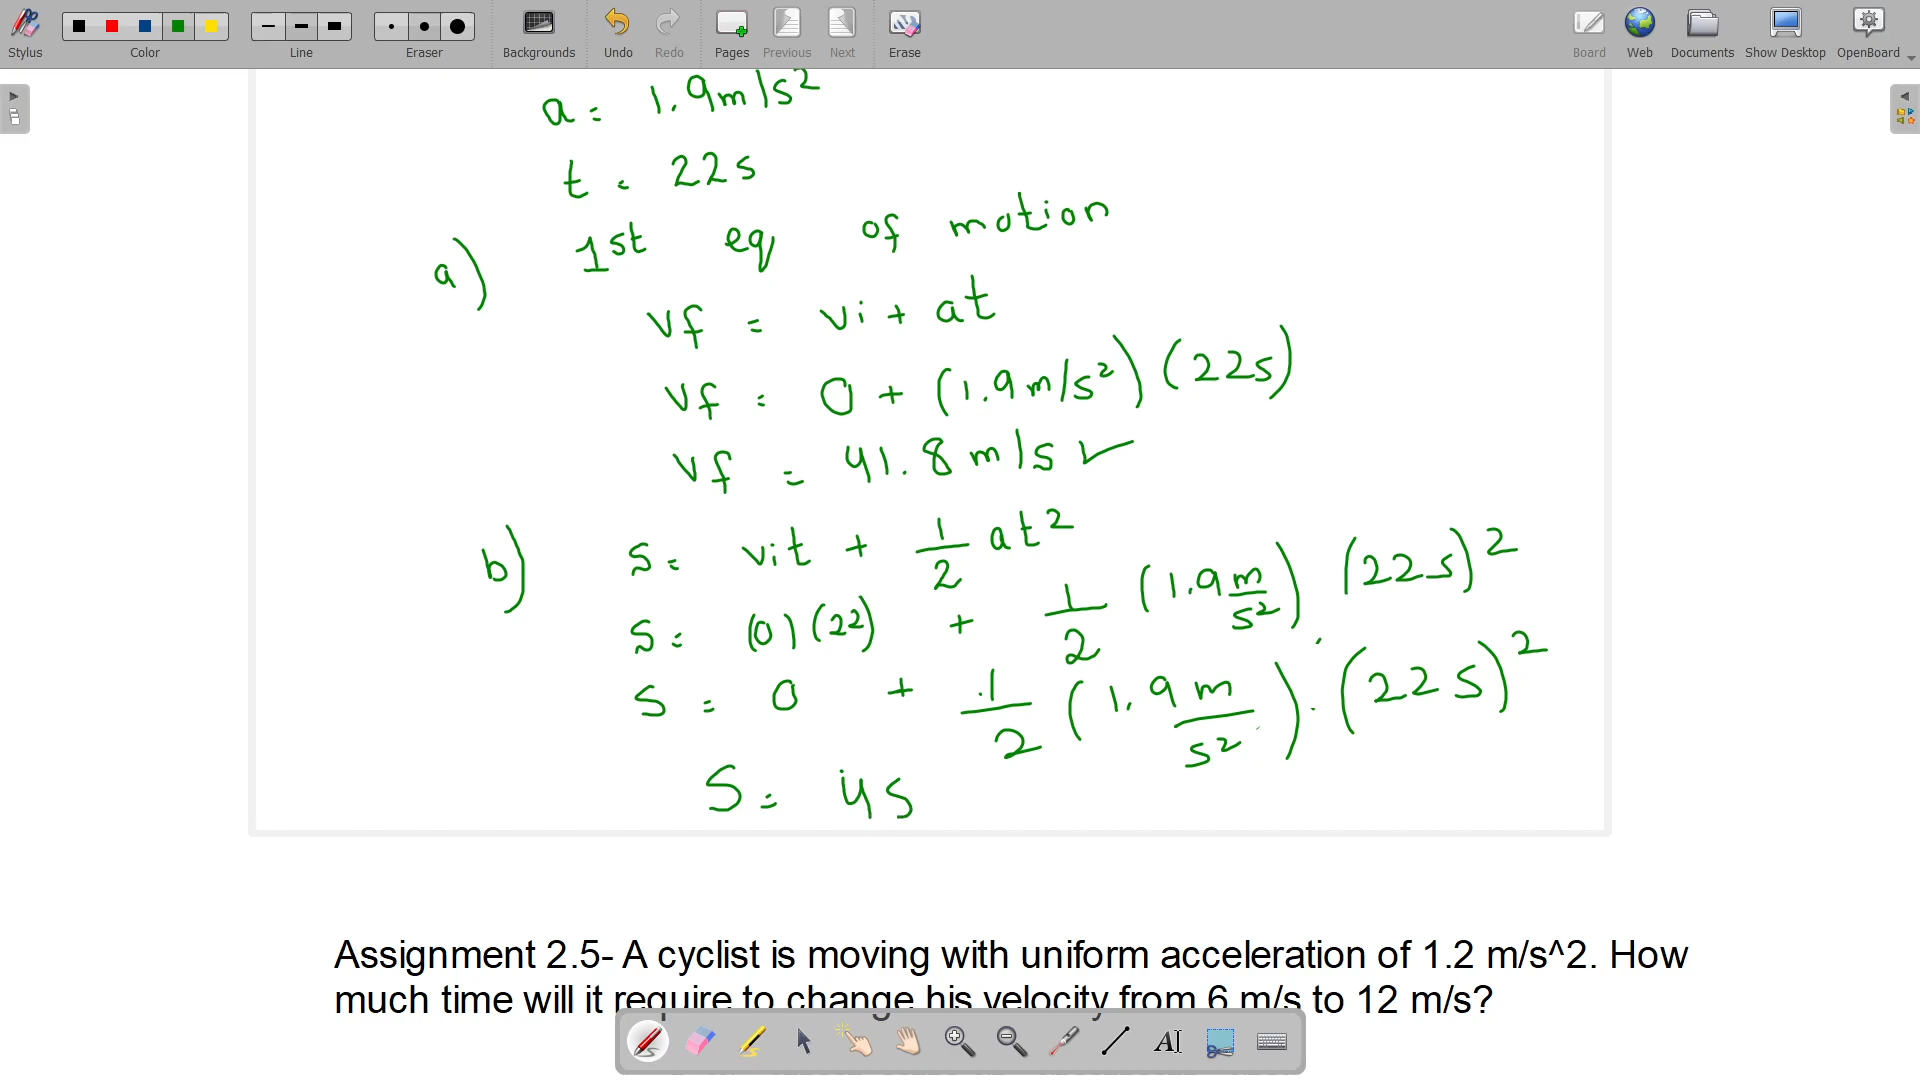 Stylus Color Line Eraser Backgrounds Undo Redo Pages Previous Next Erase Board Web Documents Show Desktop OpenBoard
a = 1.9m/s²
t = 22s
a) 1st eq of motion
vf = vi + at
vf = 0 + (1.9m/s²) (22s)
vf = 41.8 m/s ✓
b) S = vit + 1/2 at²
S = (0)(22) + 1/2 (1.9m/s²) . (22s)²
S = 0 + 1/2 (1.9m/s²) . (22s)²
S = 45
Assignment 2.5- A cyclist is moving with uniform acceleration of 1.2 m/s^2. How
much time will it require to change his velocity from 6 m/s to 12 m/s?